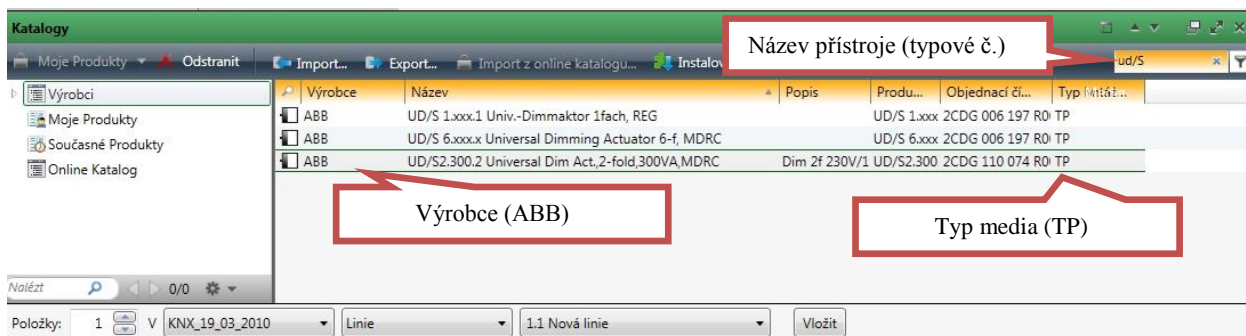 Katalogy
Název přístroje (typové č.)
Moje Produkty Odstranit Import... Export... Import z online katalogu... Instalov
ud/S
Výrobci
Moje Produkty
Současné Produkty
Online Katalog
Výrobce Název Popis Produ... Objednací čí... Typ
ABB UD/S 1.xxx.1 Univ.-Dimmaktor 1fach, REG UD/S 1.xxx 2CDG 006 197 R0 TP
ABB UD/S 6.xxx.x Universal Dimming Actuator 6-f, MDRC UD/S 6.xxx 2CDG 006 197 R0 TP
ABB UD/S2.300.2 Universal Dim Act.,2-fold,300VA,MDRC Dim 2f 230V/1 UD/S2.300 2CDG 110 074 R0 TP
Výrobce (ABB)
Typ media (TP)
Nalézt 0/0
Položky: 1 V KNX_19_03_2010 Linie 1.1 Nová linie Vložit